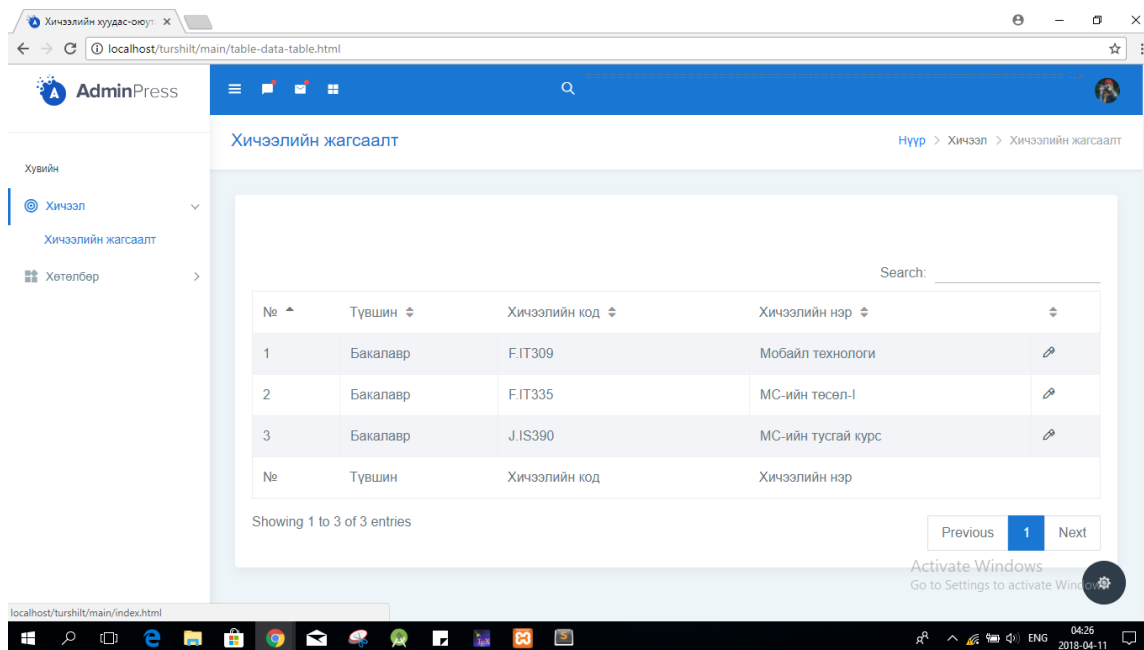 Хичээлийн хуудас-оюут
localhost/turshilt/main/table-data-table.html
AdminPress
Хичээлийн жагсаалт
Нүүр > Хичээл > Хичээлийн жагсаалт
Хувийн
Хичээл
Хичээлийн жагсаалт
Хөтөлбөр
Search:
№ Түвшин Хичээлийн код Хичээлийн нэр
1 Бакалавр F.IT309 Мобайл технологи
2 Бакалавр F.IT335 МС-ийн төсөл-I
3 Бакалавр J.IS390 МС-ийн тусгай курс
№ Түвшин Хичээлийн код Хичээлийн нэр
Showing 1 to 3 of 3 entries
Previous 1 Next
Activate Windows
Go to Settings to activate Windows
localhost/turshilt/main/index.html
ENG
04:26
2018-04-11